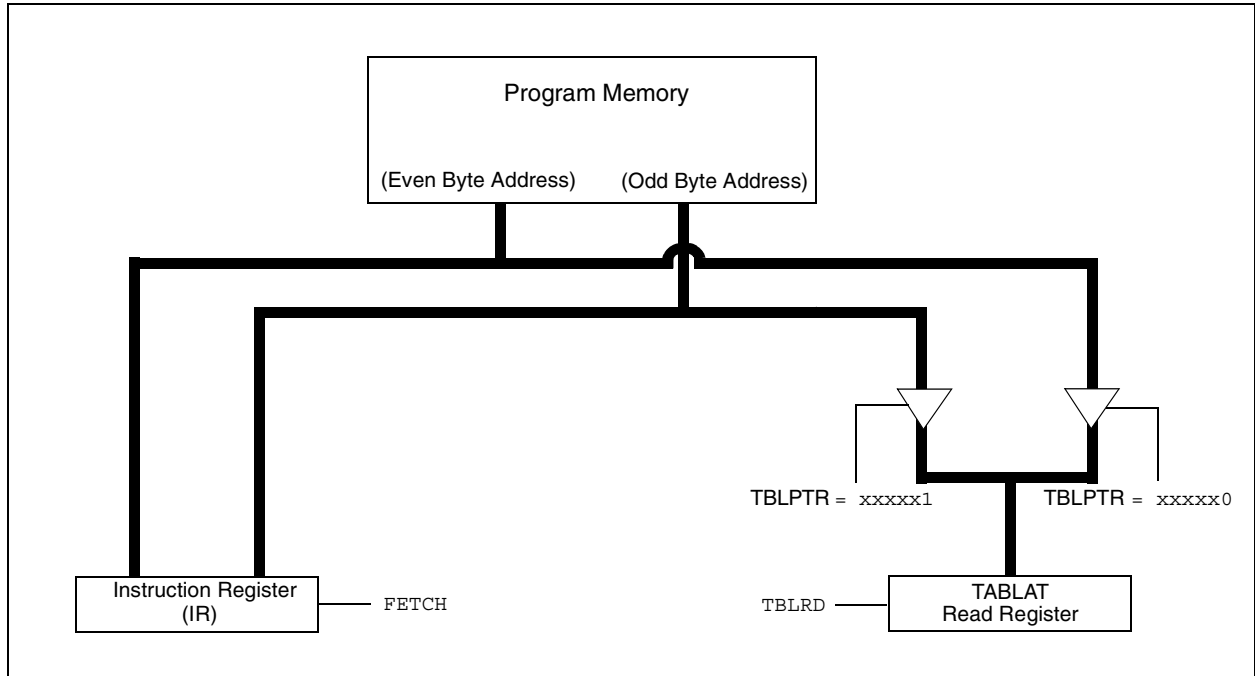 Program Memory
(Even Byte Address) (Odd Byte Address)
TBLPTR = xxxxx1
TBLPTR = xxxxx0
Instruction Register
(IR)
FETCH
TBLRD
TABLAT
Read Register